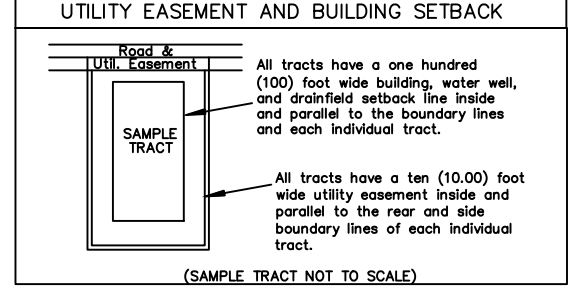 UTILITY EASEMENT AND BUILDING SETBACK
Road &
Util. Easement
All tracts have a one hundred
(100) foot wide building, water well,
and drainfield setback line inside
and parallel to the boundary lines
and each individual tract.
SAMPLE
TRACT
All tracts have a ten (10.00) foot
wide utility easement inside and
parallel to the rear and side
boundary lines of each individual
tract.
(SAMPLE TRACT NOT TO SCALE)